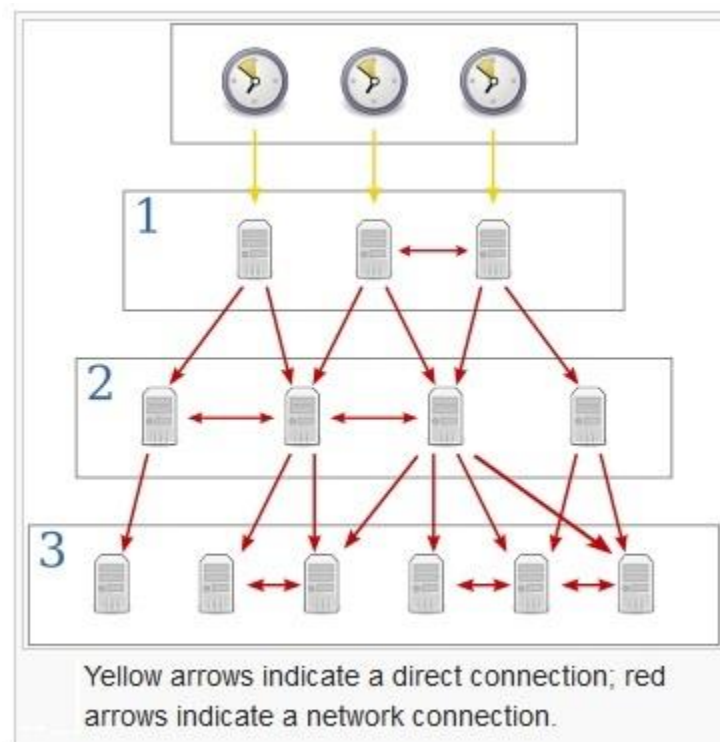 1
2
3
Yellow arrows indicate a direct connection; red
arrows indicate a network connection.